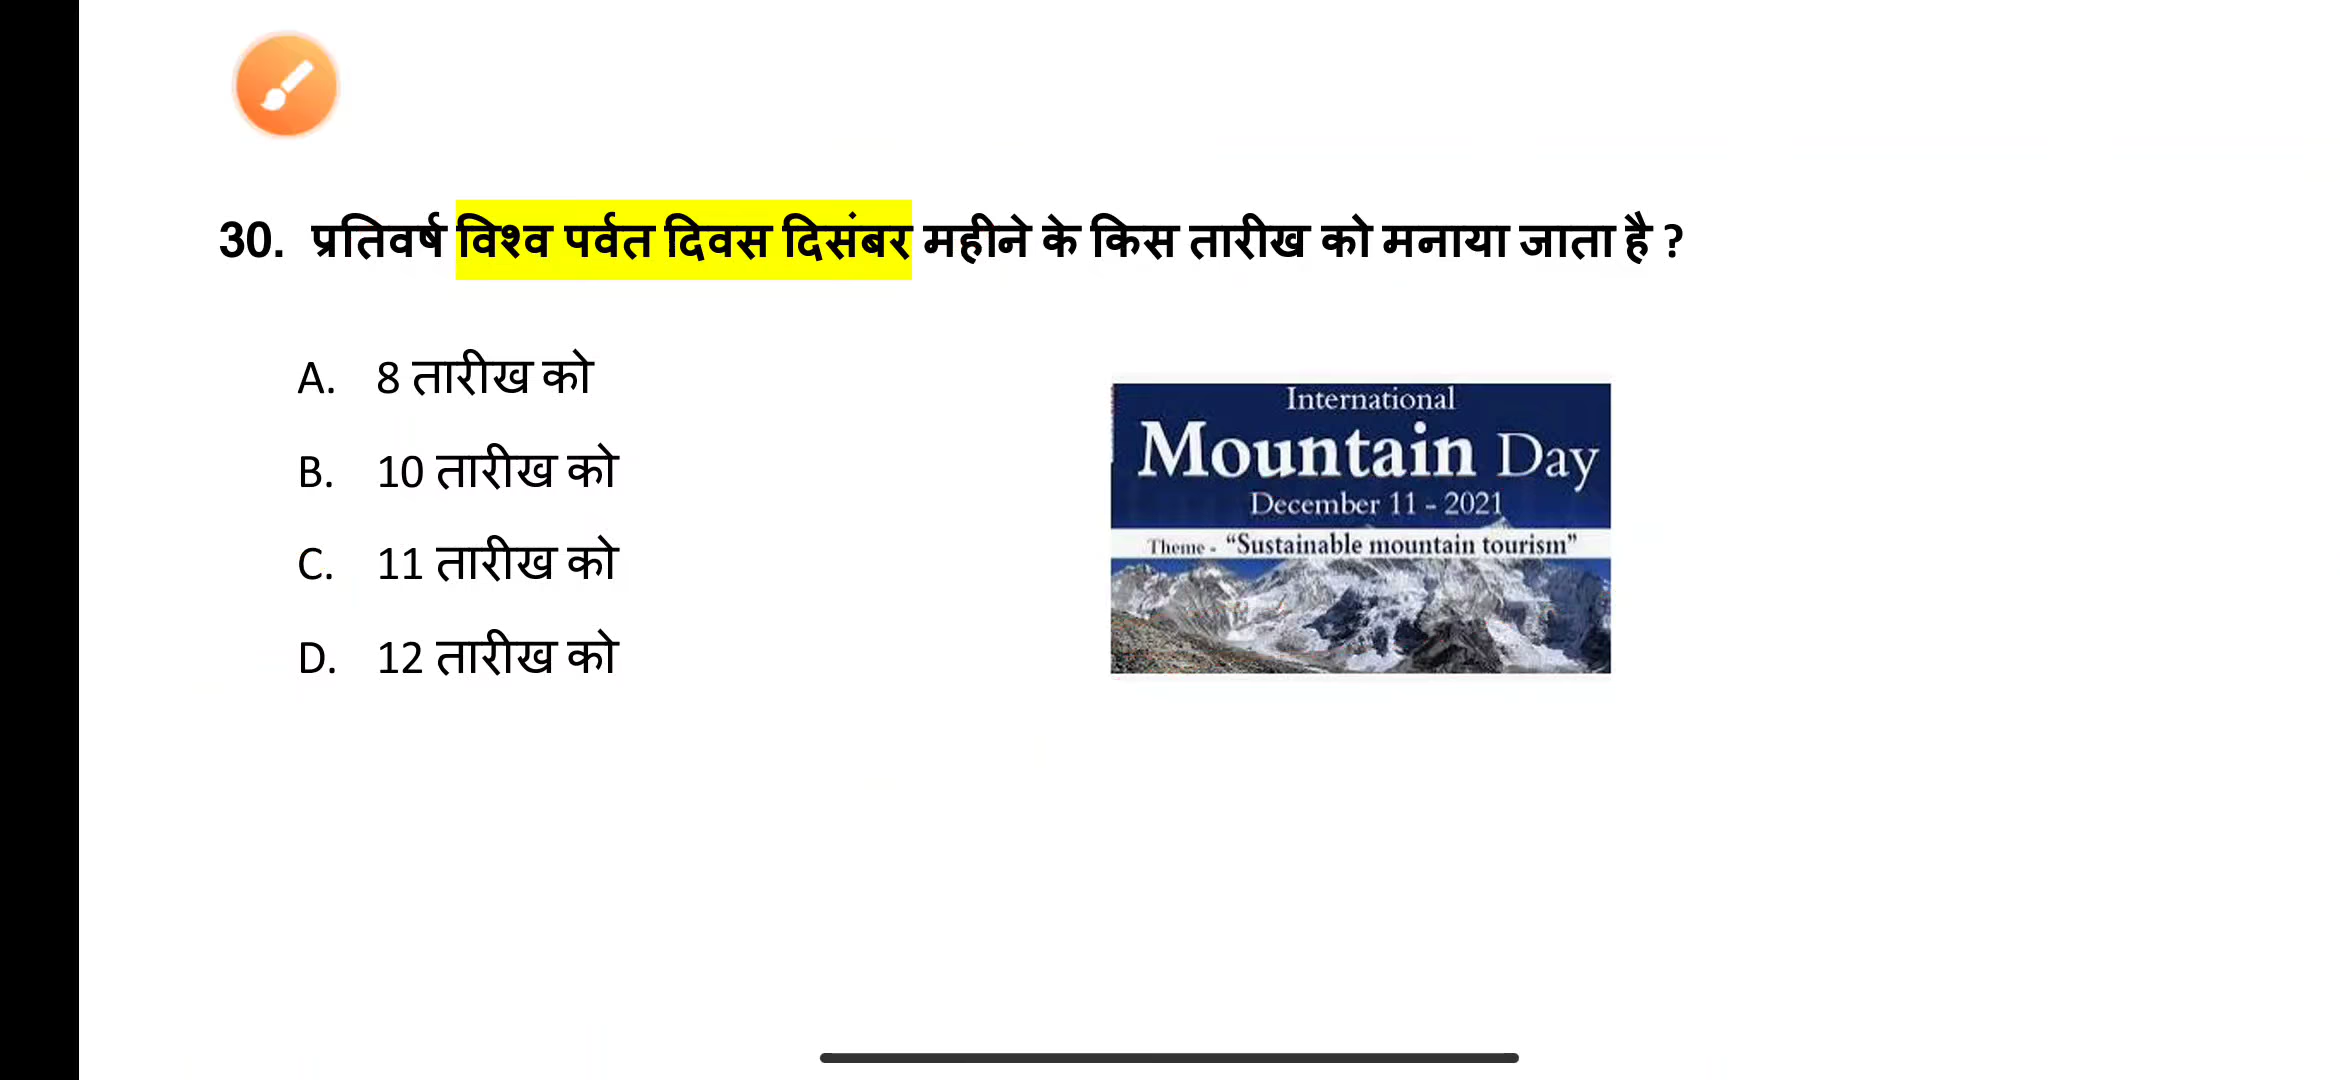 30. प्रतिवर्ष विश्व पर्वत दिवस दिसंबर महीने के किस तारीख को मनाया जाता है ?
A. 8 तारीख को
B. 10 तारीख को
C. 11 तारीख को
D. 12 तारीख को
International
Mountain Day
December 11 - 2021
Theme - “Sustainable mountain tourism”